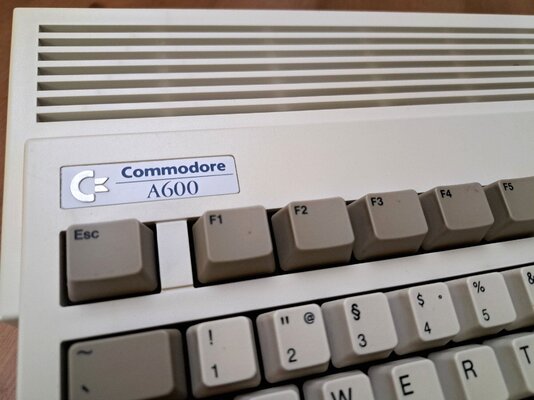 Commodore
A600
Esc F1 F2 F3 F4 F5
~ ! " @ § $ ° % &
` 1 2 3 4 5
W E R T